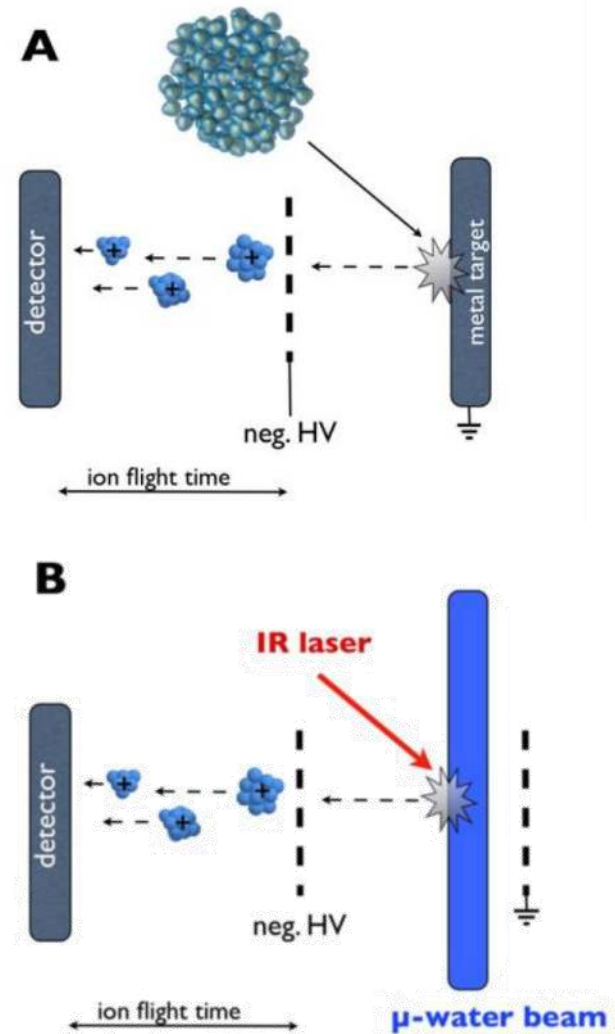 A
detector
metal target
neg. HV
ion flight time
B
IR laser
detector
neg. HV
ion flight time
μ-water beam